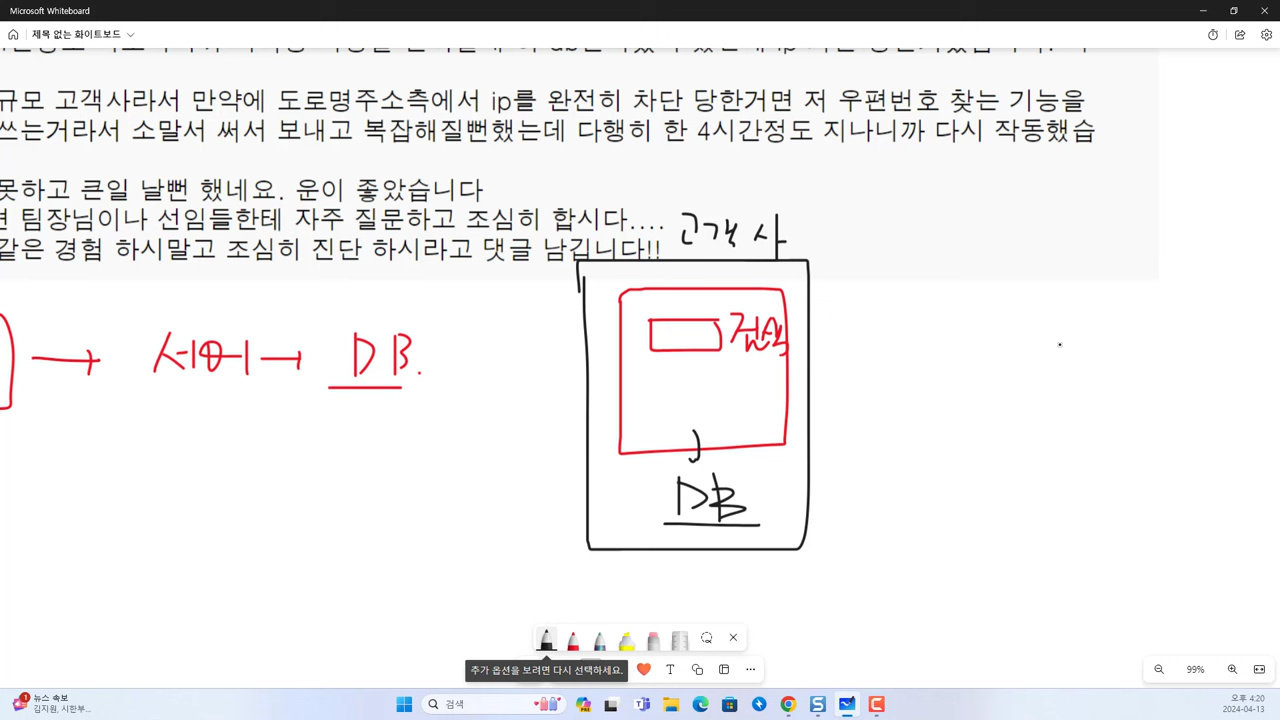 Microsoft Whiteboard
제목 없는 화이트보드
규모 고객사라서 만약에 도로명주소측에서 ip를 완전히 차단 당한거면 저 우편번호 찾는 기능을
쓰는거라서 소말서 써서 보내고 복잡해질뻔했는데 다행히 한 4시간정도 지나니까 다시 작동했습
못하고 큰일 날뻔 했네요. 운이 좋았습니다
면 팀장님이나 선임들한테 자주 질문하고 조심히 합시다....
같은 경험 하시말고 조심히 진단 하시라고 댓글 남깁니다!!
고객사
검색
서버 DB.
DB
추가 옵션을 보려면 다시 선택하세요.
99%
뉴스 속보
김지원, 시한부...
검색
오후 4:20
2024-04-13